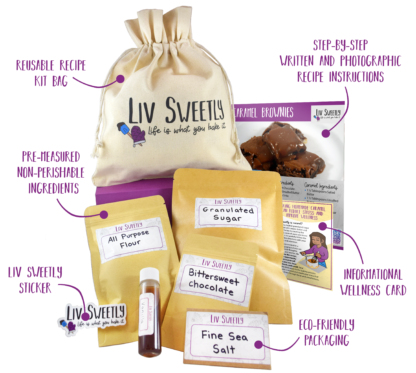 REUSABLE RECIPE
KIT BAG
LIV SWEETLY
life is what you bake it
STEP-BY-STEP
WRITTEN AND PHOTOGRAPHIC
RECIPE INSTRUCTIONS
CARAMEL BROWNIES
LIV SWEETLY
PRE-MEASURED
NON-PERISHABLE
INGREDIENTS
LIV SWEETLY
All Purpose
Flour
LIV SWEETLY
Granulated
Sugar
INFORMATIONAL
WELLNESS CARD
LIV SWEETLY
STICKER
LIV SWEETLY
life is what you bake it
LIV SWEETLY
Bittersweet
chocolate
LIV SWEETLY
Fine Sea
Salt
ECO-FRIENDLY
PACKAGING